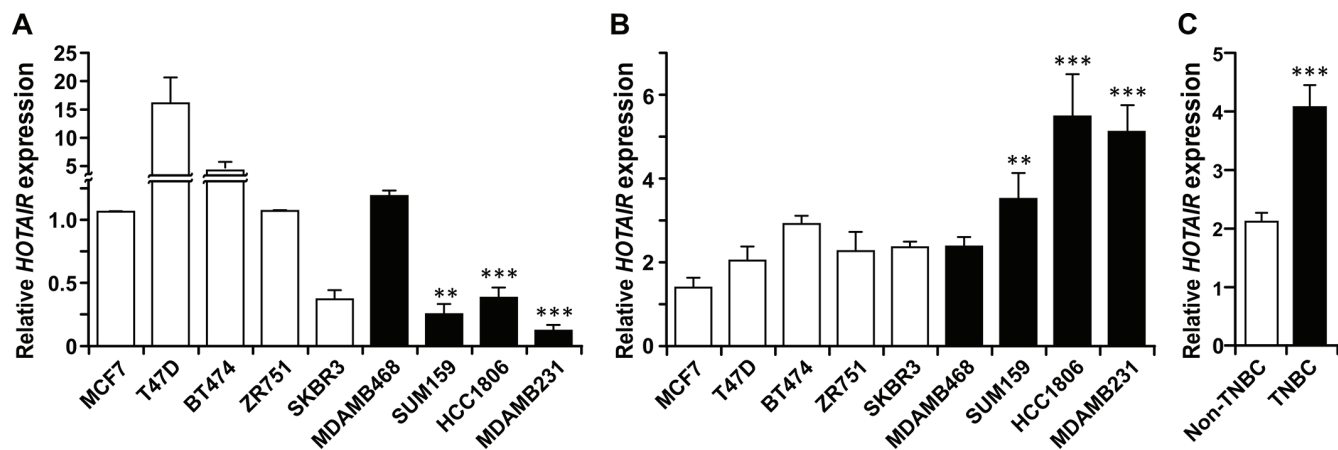 A
Relative HOTAIR expression
25
20
15
10
5
1.0
0.5
0
**
***
***
MCF7
T47D
BT474
ZR751
SKBR3
MDAMB468
SUM159
HCC1806
MDAMB231
B
Relative HOTAIR expression
6
4
2
0
**
***
***
MCF7
T47D
BT474
ZR751
SKBR3
MDAMB468
SUM159
HCC1806
MDAMB231
C
Relative HOTAIR expression
5
4
3
2
1
0
***
Non-TNBC
TNBC